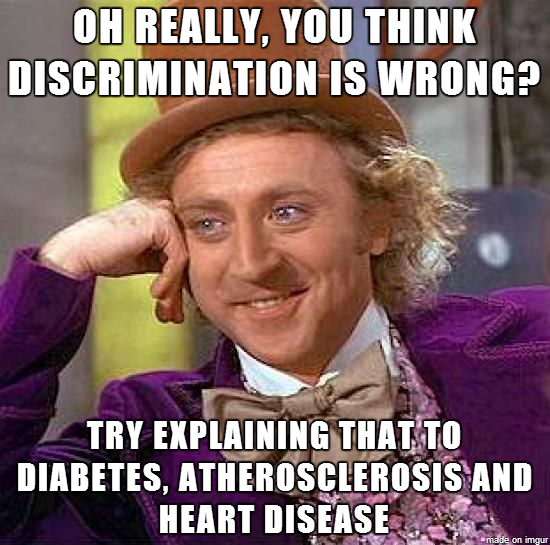 OH REALLY, YOU THINK
DISCRIMINATION IS WRONG?
TRY EXPLAINING THAT TO
DIABETES, ATHEROSCLEROSIS AND
HEART DISEASE
made on imgur